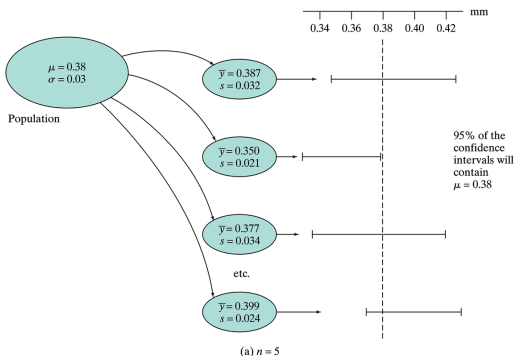 mm
0.34 0.36 0.38 0.40 0.42
μ = 0.38
σ = 0.03
Population
y̅ = 0.387
s = 0.032
y̅ = 0.350
s = 0.021
95% of the
confidence
intervals will
contain
μ = 0.38
y̅ = 0.377
s = 0.034
etc.
y̅ = 0.399
s = 0.024
(a) n = 5